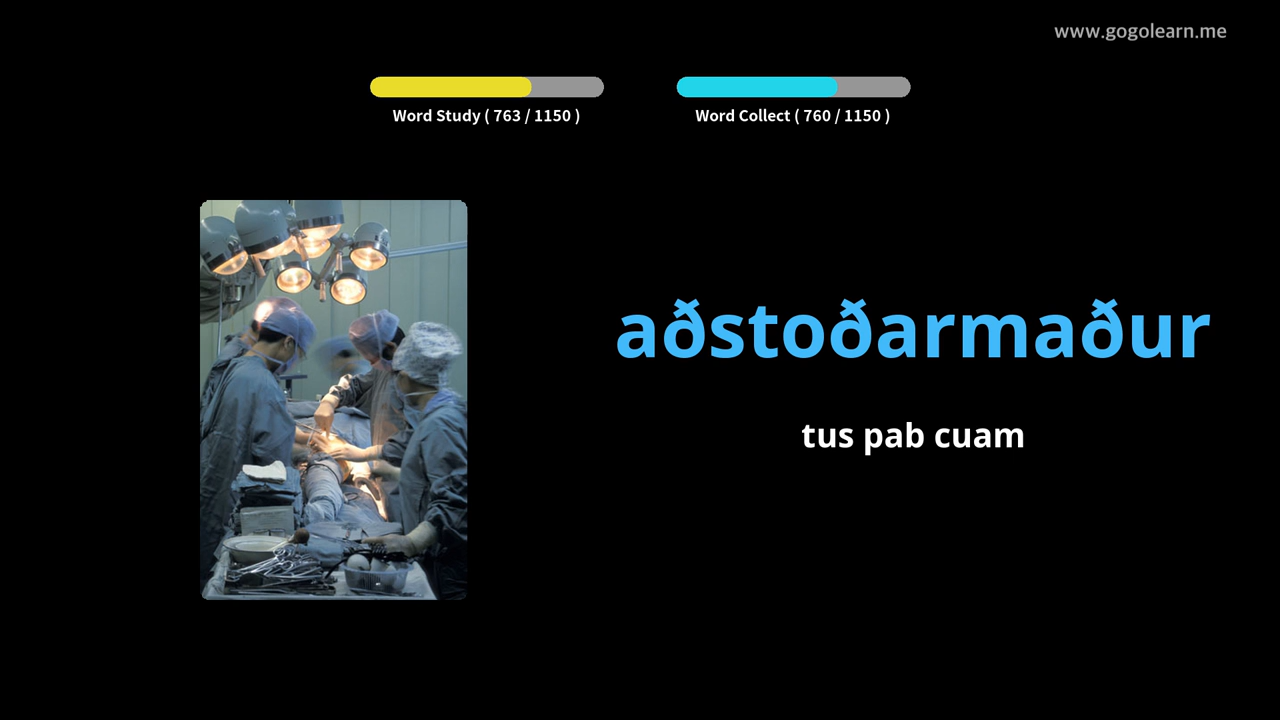 www.gogolearn.me
Word Study ( 763 / 1150 )
Word Collect ( 760 / 1150 )
aðstoðarmaður
tus pab cuam